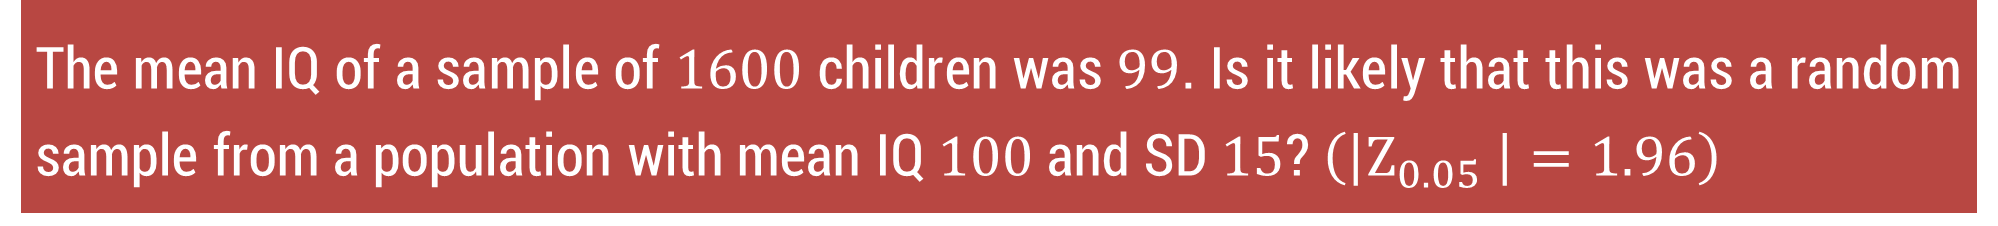 The mean IQ of a sample of 1600 children was 99. Is it likely that this was a random
sample from a population with mean IQ 100 and SD 15? (|Z₀.₀₅ | = 1.96)